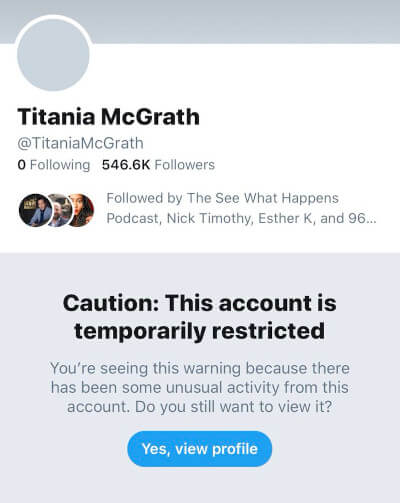 Titania McGrath
@TitaniaMcGrath
0 Following 546.6K Followers
Followed by The See What Happens
Podcast, Nick Timothy, Esther K, and 96...
Caution: This account is
temporarily restricted
You're seeing this warning because there
has been some unusual activity from this
account. Do you still want to view it?
Yes, view profile